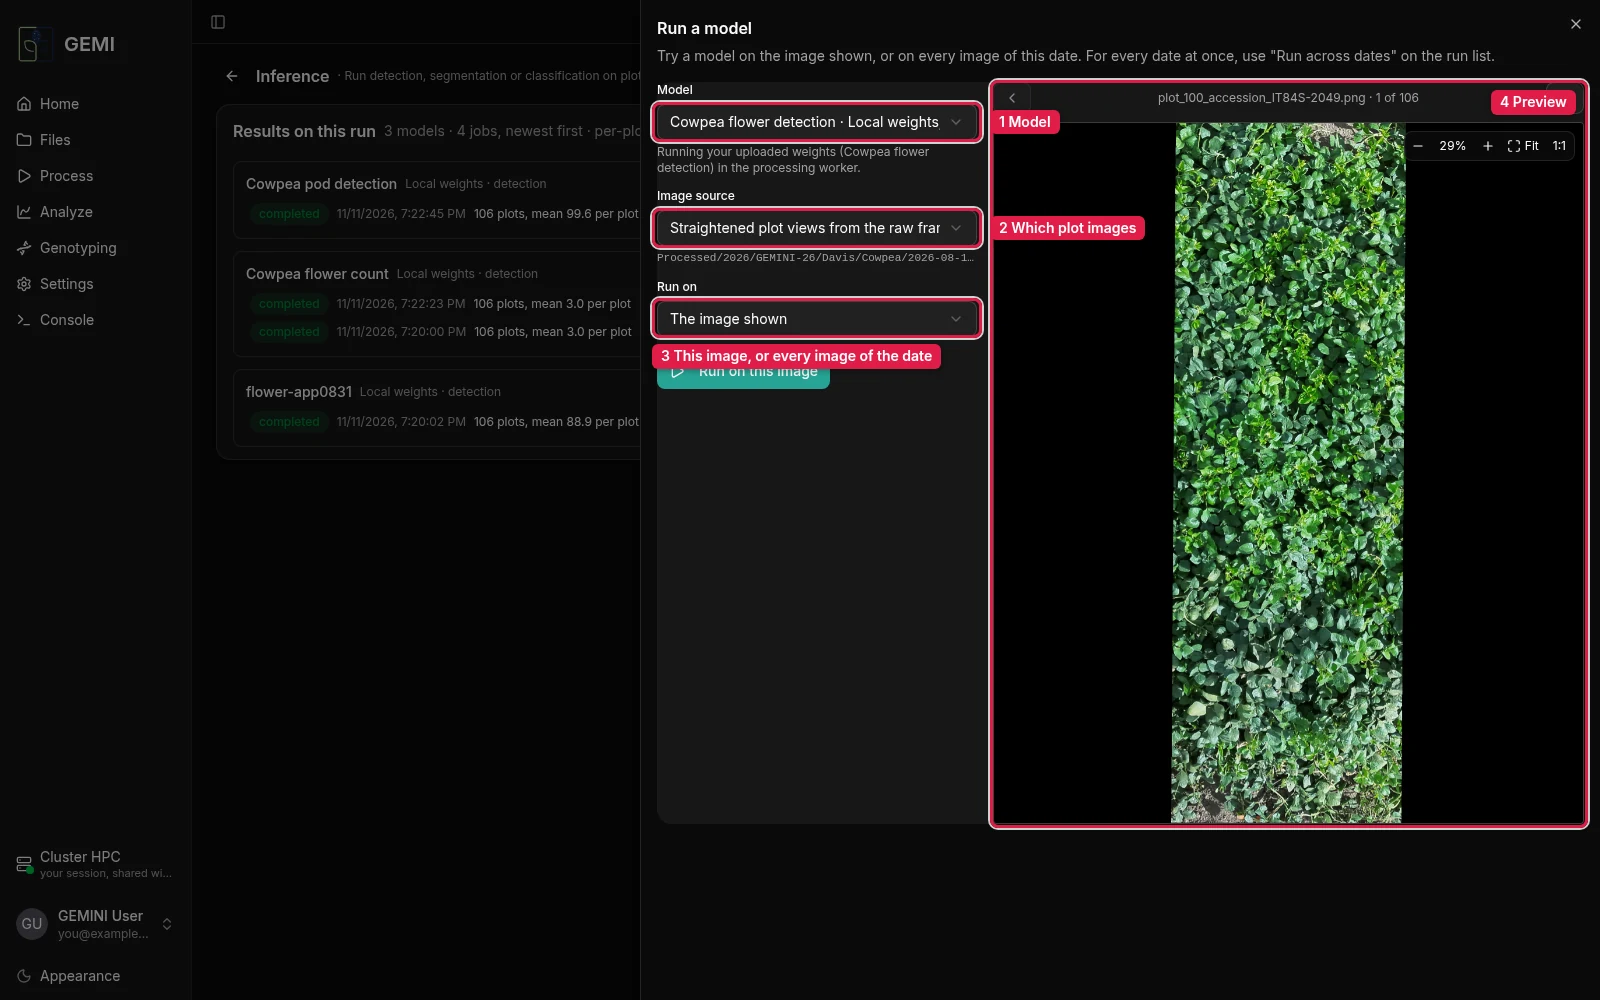 GEMI
Home
Files
Process
Analyze
Genotyping
Settings
Console
Cluster HPC
your session, shared wi...
GU
GEMINI User
you@example...
Appearance
Inference
· Run detection, segmentation or classification on plot
Results on this run 3 models · 4 jobs, newest first · per-plo
Cowpea pod detection Local weights · detection
completed 11/11/2026, 7:22:45 PM 106 plots, mean 99.6 per plot
Cowpea flower count Local weights · detection
completed 11/11/2026, 7:22:23 PM 106 plots, mean 3.0 per plot
completed 11/11/2026, 7:20:00 PM 106 plots, mean 3.0 per plot
flower-app0831 Local weights · detection
completed 11/11/2026, 7:20:02 PM 106 plots, mean 88.9 per plot
Run a model
Try a model on the image shown, or on every image of this date. For every date at once, use "Run across dates" on the run list.
Model
Cowpea flower detection · Local weights,
1 Model
Running your uploaded weights (Cowpea flower
detection) in the processing worker.
Image source
Straightened plot views from the raw frar
2 Which plot images
Processed/2026/GEMINI-26/Davis/Cowpea/2026-08-1…
Run on
The image shown
3 This image, or every image of the date
Run on this image
plot_100_accession_IT84S-2049.png · 1 of 106
4 Preview
29% Fit 1:1